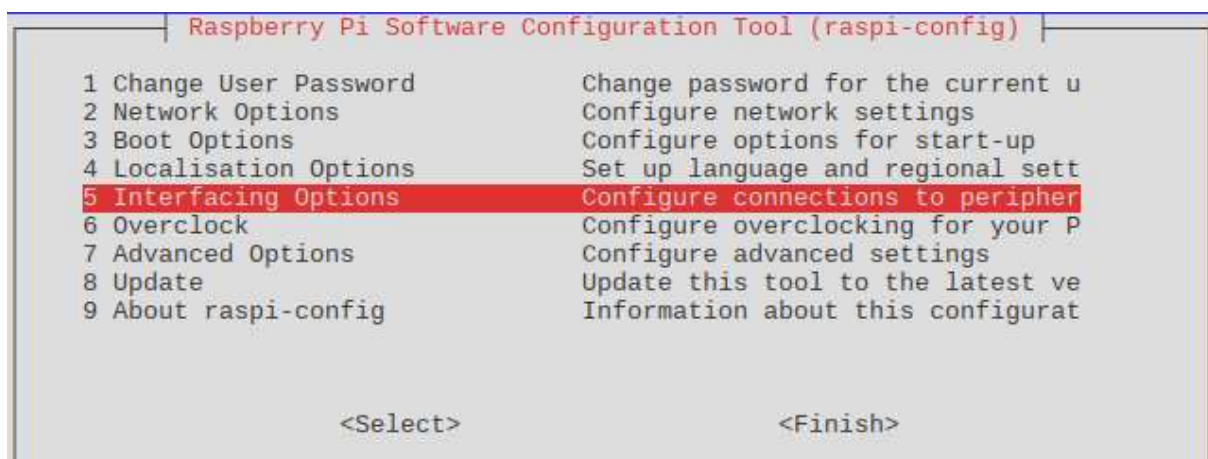 Raspberry Pi Software Configuration Tool (raspi-config)
1 Change User Password Change password for the current u
2 Network Options Configure network settings
3 Boot Options Configure options for start-up
4 Localisation Options Set up language and regional sett
5 Interfacing Options Configure connections to peripher
6 Overclock Configure overclocking for your P
7 Advanced Options Configure advanced settings
8 Update Update this tool to the latest ve
9 About raspi-config Information about this configurat
<Select> <Finish>